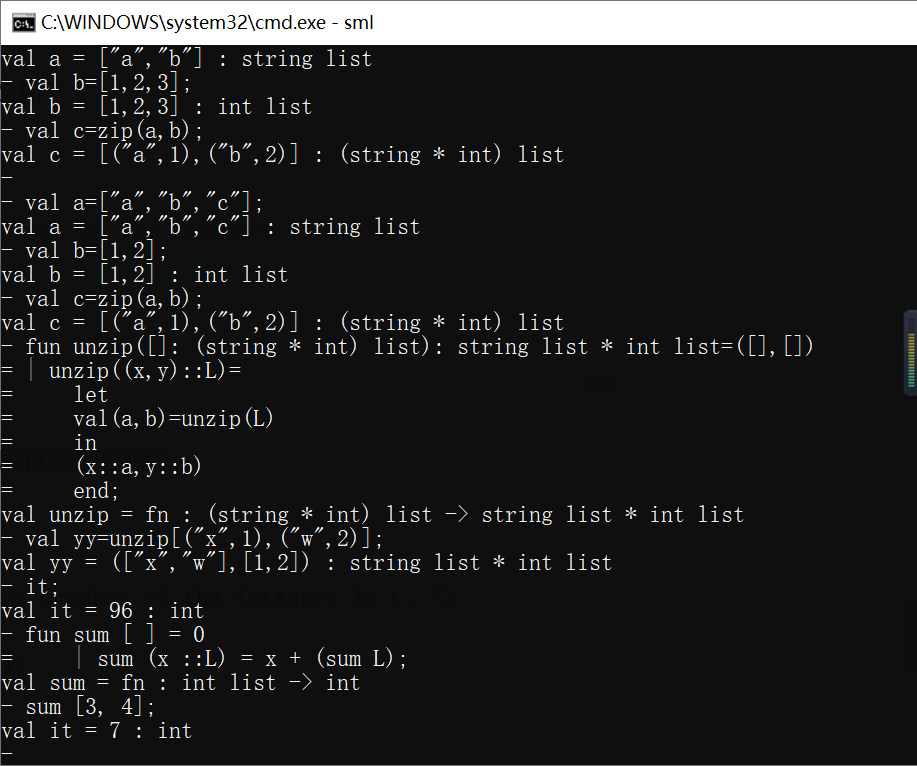 C:\WINDOWS\system32\cmd.exe - sml
val a = ["a","b"] : string list
- val b=[1,2,3];
val b = [1,2,3] : int list
- val c=zip(a,b);
val c = [("a",1),("b",2)] : (string * int) list
-
- val a=["a","b","c"];
val a = ["a","b","c"] : string list
- val b=[1,2];
val b = [1,2] : int list
- val c=zip(a,b);
val c = [("a",1),("b",2)] : (string * int) list
- fun unzip([]: (string * int) list): string list * int list=([],[])
= | unzip((x,y)::L)=
=     let
=     val(a,b)=unzip(L)
=     in
=     (x::a,y::b)
=     end;
val unzip = fn : (string * int) list -> string list * int list
- val yy=unzip[("x",1),("w",2)];
val yy = (["x","w"],[1,2]) : string list * int list
- it;
val it = 96 : int
- fun sum [ ] = 0
=     | sum (x ::L) = x + (sum L);
val sum = fn : int list -> int
- sum [3, 4];
val it = 7 : int
-